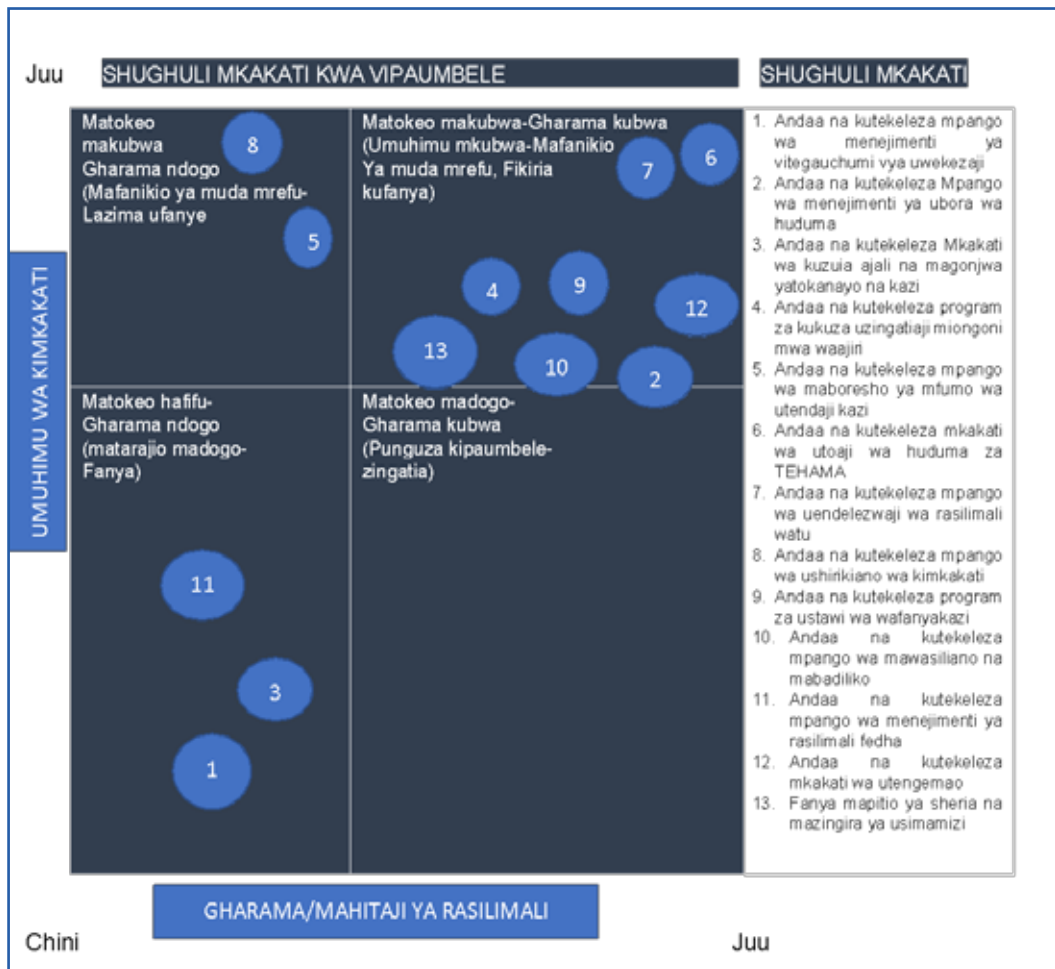 Juu
SHUGHULI MKAKATI KWA VIPAUMBELE
SHUGHULI MKAKATI
UMUHIMU WA KIMKAKATI
Matokeo
makubwa
Gharama ndogo
(Mafanikio ya muda mrefu-
Lazima ufanye
8
5
Matokeo makubwa-Gharama kubwa
(Umuhimu mkubwa-Mafanikio
Ya muda mrefu, Fikiria
kufanya)
7
6
4
9
12
13
10
2
Matokeo hafifu-
Gharama ndogo
(matarajio madogo-
Fanya)
11
3
1
Matokeo madogo-
Gharama kubwa
(Punguza kipaumbele-
zingatia)
1. Andaa na kutekeleza mpango
wa menejimenti ya
vitegauchumi vya uwekezaji
2. Andaa na kutekeleza Mpango
wa menejimenti ya ubora wa
huduma
3. Andaa na kutekeleza Mkakati
wa kuzuia ajali na magonjwa
yatokanayo na kazi
4. Andaa na kutekeleza program
za kukuza uzingatiaji miongoni
mwa waajiri
5. Andaa na kutekeleza mpango
wa maboresho ya mfumo wa
utendaji kazi
6. Andaa na kutekeleza mkakati
wa utoaji wa huduma za
TEHAMA
7. Andaa na kutekeleza mpango
wa uendelezwaji wa rasilimali
watu
8. Andaa na kutekeleza mpango
wa ushirikiano wa kimkakati
9. Andaa na kutekeleza program
za ustawi wa wafanyakazi
10. Andaa na kutekeleza
mpango wa mawasiliano na
mabadiliko
11. Andaa na kutekeleza
mpango wa menejimenti ya
rasilimali fedha
12. Andaa na kutekeleza
mkakati wa utengemao
13. Fanya mapitio ya sheria na
mazingira ya usimamizi
GHARAMA/MAHITAJI YA RASILIMALI
Chini
Juu